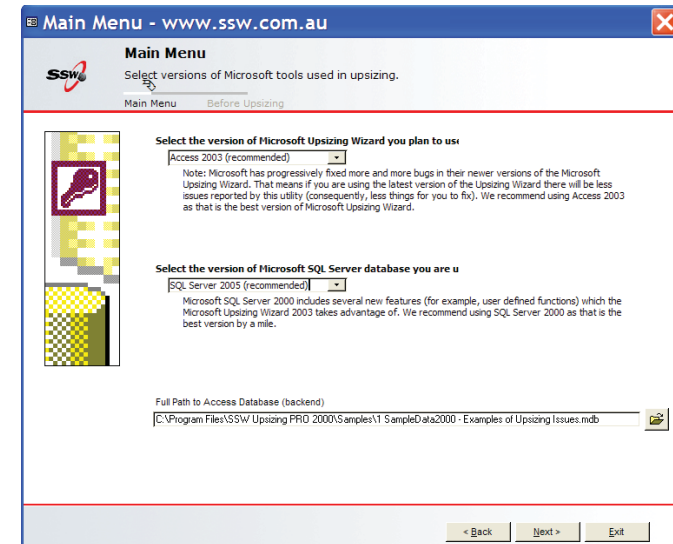 Main Menu - www.ssw.com.au
SSW
Main Menu
Select versions of Microsoft tools used in upsizing.
Main Menu Before Upsizing
Select the version of Microsoft Upsizing Wizard you plan to use
Access 2003 (recommended)
Note: Microsoft has progressively fixed more and more bugs in their newer versions of the Microsoft
Upsizing Wizard. That means if you are using the latest version of the Upsizing Wizard there will be less
issues reported by this utility (consequently, less things for you to fix). We recommend using Access 2003
as that is the best version of Microsoft Upsizing Wizard.
Select the version of Microsoft SQL Server database you are u
SQL Server 2005 (recommended)
Microsoft SQL Server 2000 includes several new features (for example, user defined functions) which the
Microsoft Upsizing Wizard 2003 takes advantage of. We recommend using SQL Server 2000 as that is the
best version by a mile.
Full Path to Access Database (backend)
C:\Program Files\SSW Upsizing PRO 2000\Samples\1 SampleData2000 - Examples of Upsizing Issues.mdb
< Back Next > Exit